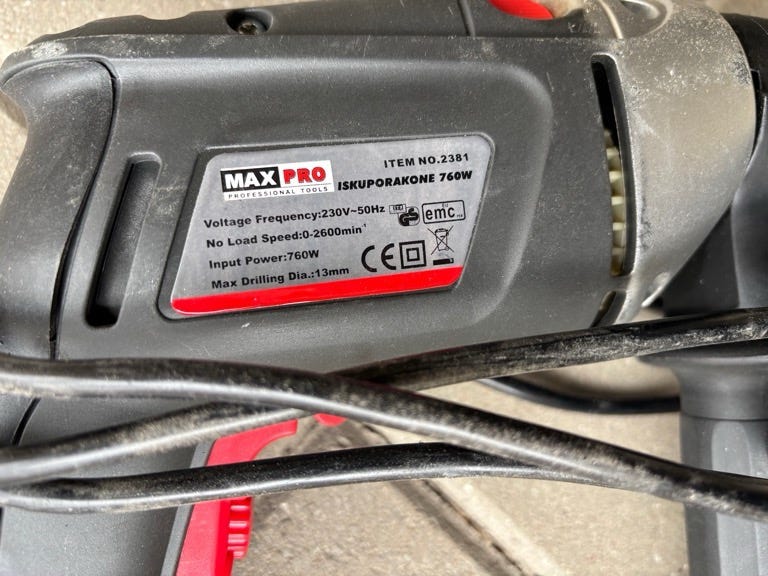 MAX PRO
PROFESSIONAL TOOLS
ITEM NO.2381
ISKUPORAKONE 760W
Voltage Frequency:230V~50Hz
No Load Speed:0-2600min⁻¹
Input Power:760W
Max Drilling Dia.:13mm
emc
CE